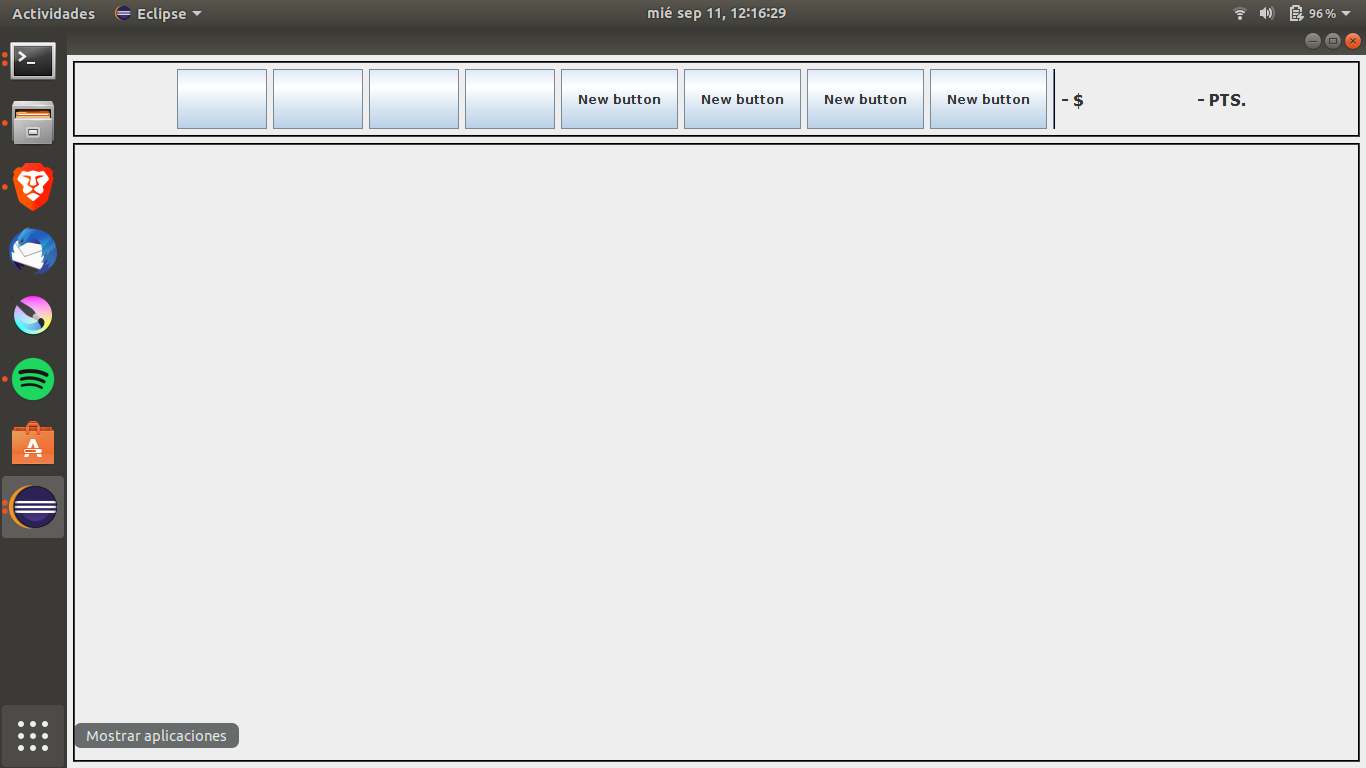 Actividades Eclipse mié sep 11, 12:16:29 96 %
New button New button New button New button - $ - PTS.
Mostrar aplicaciones